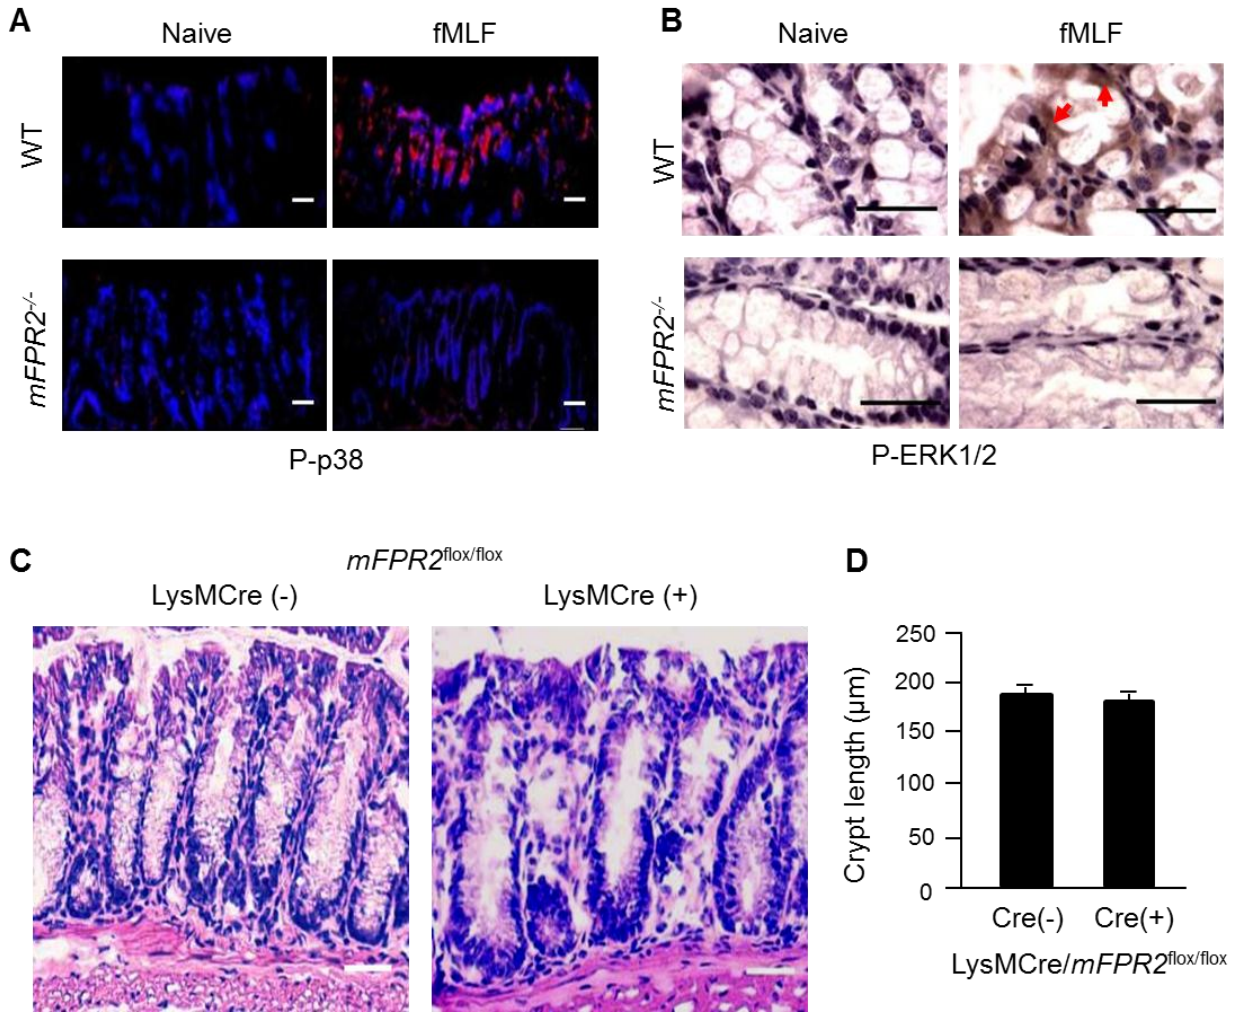 A
Naive
fMLF
WT
mFPR2-/-
P-p38
B
Naive
fMLF
WT
mFPR2-/-
P-ERK1/2
C
mFPR2flox/flox
LysMCre (-)
LysMCre (+)
D
Crypt length (µm)
250
200
150
100
50
0
Cre(-)
Cre(+)
LysMCre/mFPR2flox/flox